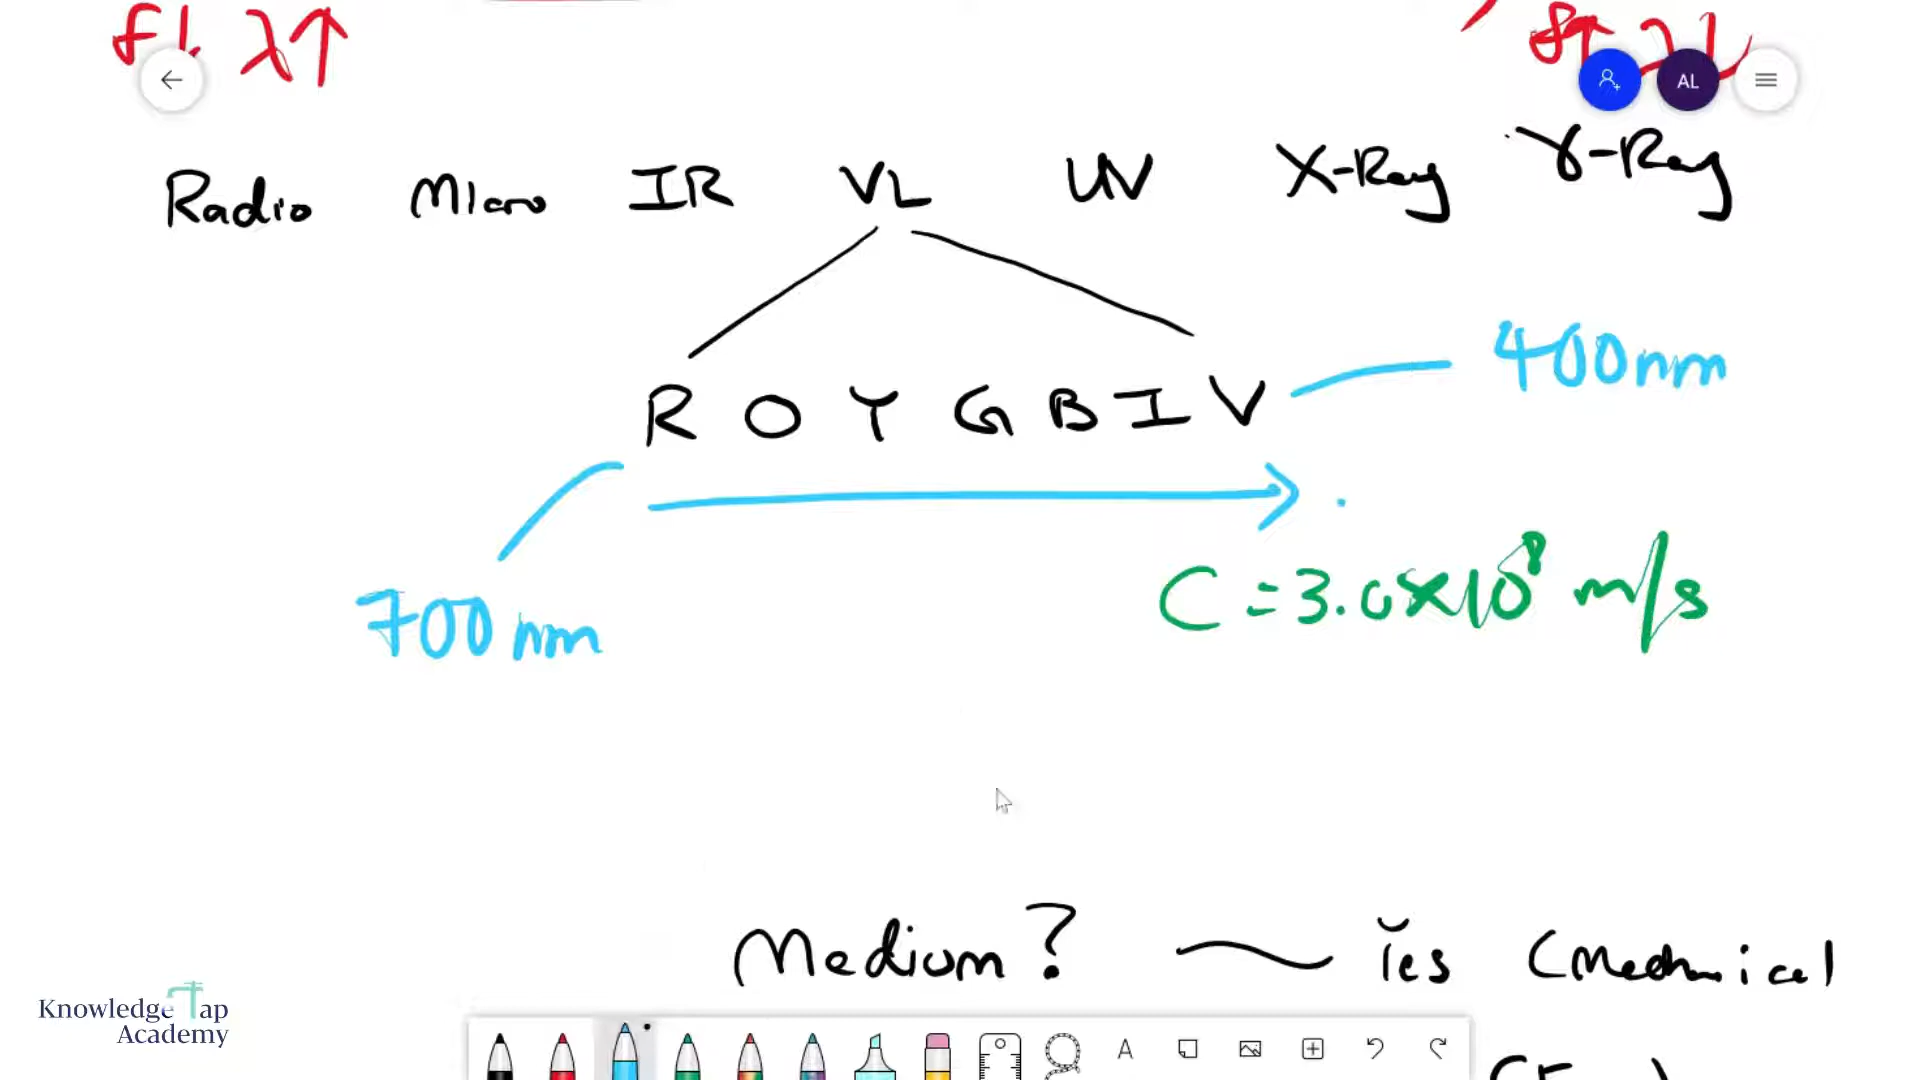 f↓ λ↑ f↑ λ↓
AL
Radio Micro IR VL UV X-Ray γ-Ray
400nm
R O Y G B I V
700nm
C = 3.0×10⁸ m/s
Medium? Yes (Mechanical
Knowledge Tap
Academy
A